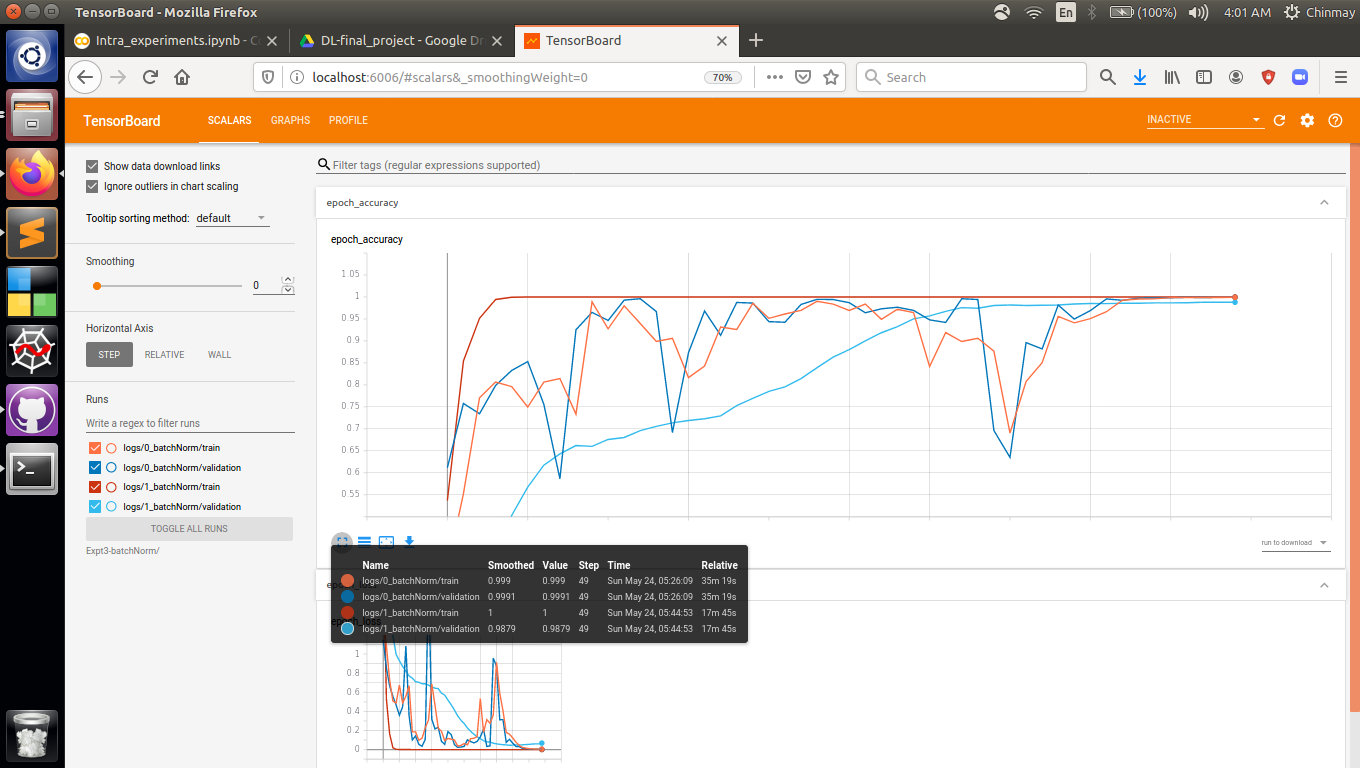 TensorBoard - Mozilla Firefox
En
(100%)
4:01 AM
Chinmay
Intra_experiments.ipynb - C
DL-final_project - Google Dr
TensorBoard
localhost:6006/#scalars&_smoothingWeight=0
70%
Search
TensorBoard
SCALARS
GRAPHS
PROFILE
INACTIVE
Show data download links
Ignore outliers in chart scaling
Tooltip sorting method: default
Smoothing
0
Horizontal Axis
STEP
RELATIVE
WALL
Runs
Write a regex to filter runs
logs/0_batchNorm/train
logs/0_batchNorm/validation
logs/1_batchNorm/train
logs/1_batchNorm/validation
TOGGLE ALL RUNS
Expt3-batchNorm/
Filter tags (regular expressions supported)
epoch_accuracy
epoch_accuracy
1.05
1
0.95
0.9
0.85
0.8
0.75
0.7
0.65
0.6
0.55
run to download
Name Smoothed Value Step Time Relative
logs/0_batchNorm/train 0.999 0.999 49 Sun May 24, 05:26:09 35m 19s
logs/0_batchNorm/validation 0.9991 0.9991 49 Sun May 24, 05:26:09 35m 19s
logs/1_batchNorm/train 1 1 49 Sun May 24, 05:44:53 17m 45s
logs/1_batchNorm/validation 0.9879 0.9879 49 Sun May 24, 05:44:53 17m 45s
epoch_loss
1
0.8
0.6
0.4
0.2
0